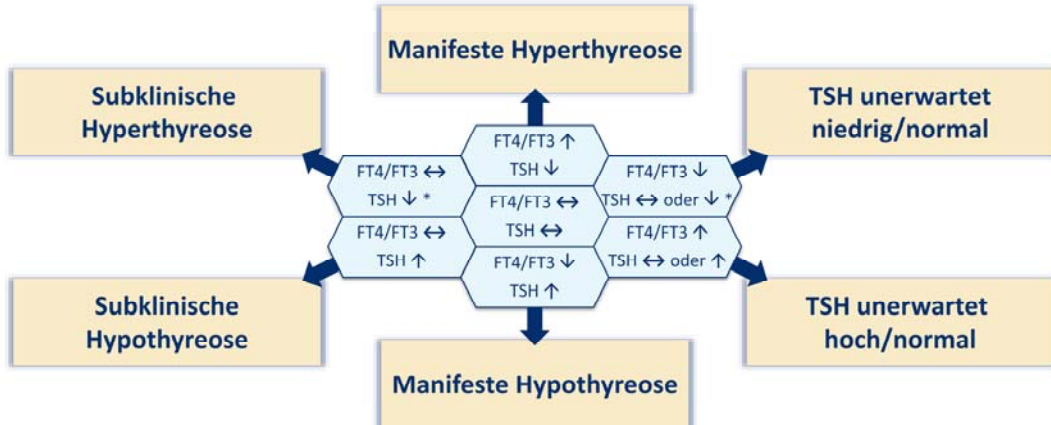 Manifeste Hyperthyreose
Subklinische
Hyperthyreose
TSH unerwartet
niedrig/normal
FT4/FT3 ↑
TSH ↓
FT4/FT3 ↔
TSH ↓ *
FT4/FT3 ↓
TSH ↔ oder ↓ *
FT4/FT3 ↔
TSH ↔
FT4/FT3 ↔
TSH ↑
FT4/FT3 ↑
TSH ↔ oder ↑
FT4/FT3 ↓
TSH ↑
Subklinische
Hypothyreose
TSH unerwartet
hoch/normal
Manifeste Hypothyreose